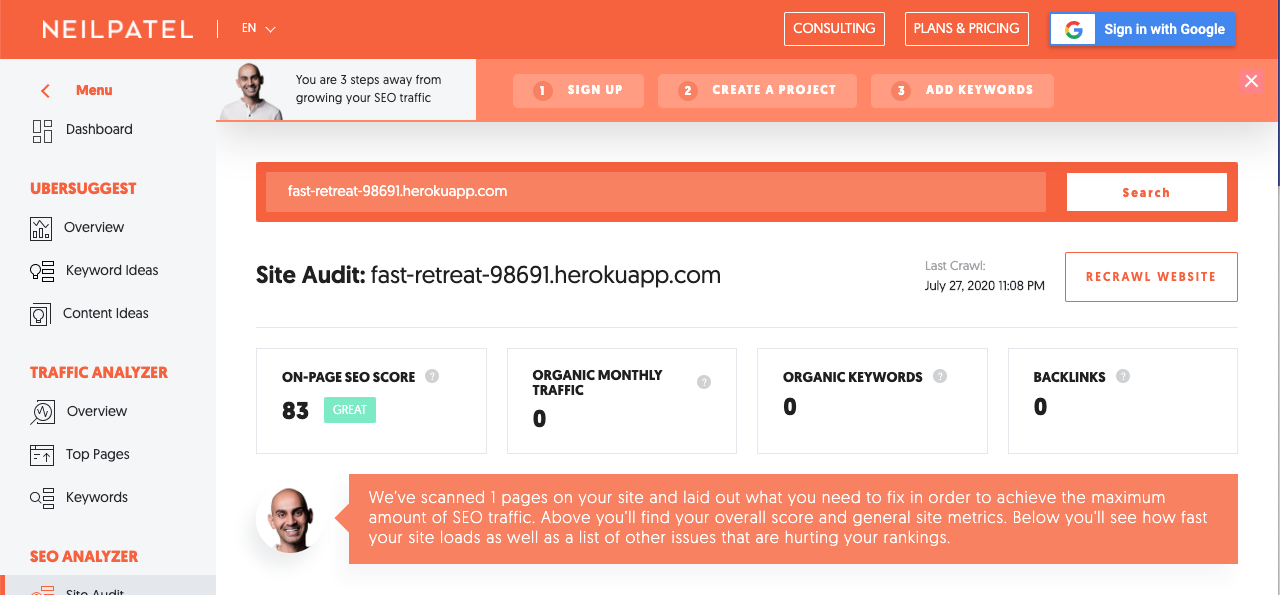 NEILPATEL
EN
CONSULTING
PLANS & PRICING
Sign in with Google
Menu
Dashboard
UBERSUGGEST
Overview
Keyword Ideas
Content Ideas
TRAFFIC ANALYZER
Overview
Top Pages
Keywords
SEO ANALYZER
Site Audit
You are 3 steps away from
growing your SEO traffic
1 SIGN UP
2 CREATE A PROJECT
3 ADD KEYWORDS
fast-retreat-98691.herokuapp.com
Search
Site Audit: fast-retreat-98691.herokuapp.com
Last Crawl:
July 27, 2020 11:08 PM
RECRAWL WEBSITE
ON-PAGE SEO SCORE ?
83 GREAT
ORGANIC MONTHLY
TRAFFIC ?
0
ORGANIC KEYWORDS ?
0
BACKLINKS ?
0
We've scanned 1 pages on your site and laid out what you need to fix in order to achieve the maximum
amount of SEO traffic. Above you'll find your overall score and general site metrics. Below you'll see how fast
your site loads as well as a list of other issues that are hurting your rankings.